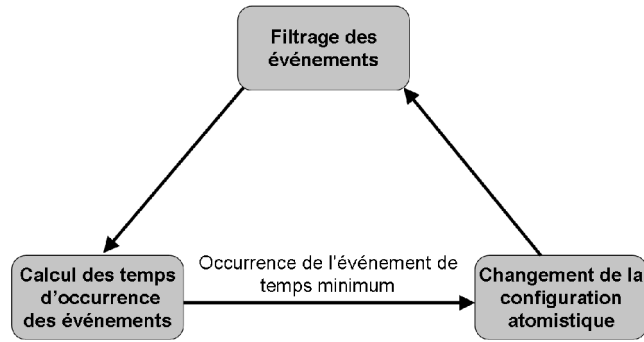 Filtrage des
événements
Calcul des temps
d'occurrence
des événements
Occurrence de l'événement de
temps minimum
Changement de la
configuration
atomistique